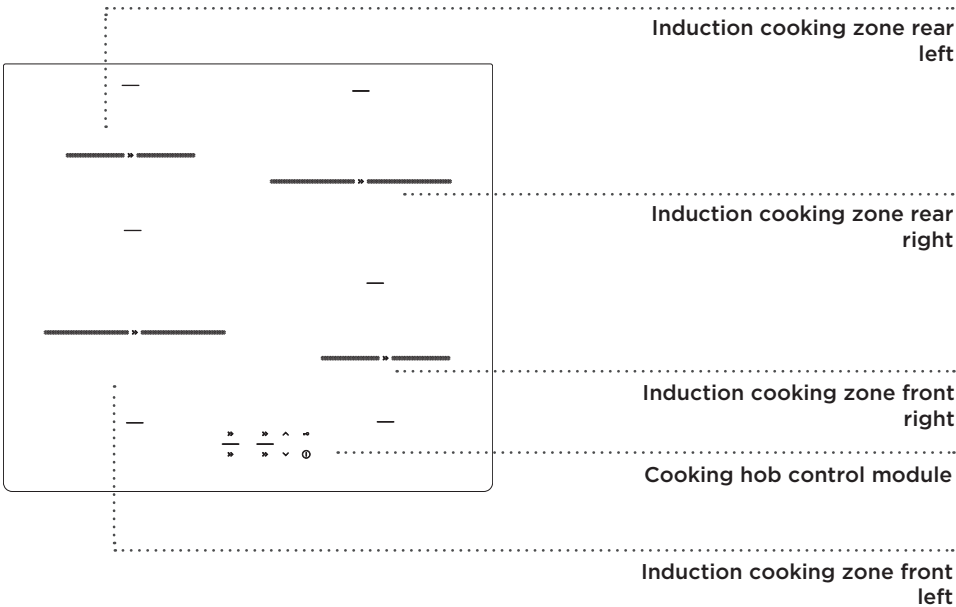 Induction cooking zone rear
left
Induction cooking zone rear
right
Induction cooking zone front
right
Cooking hob control module
Induction cooking zone front
left